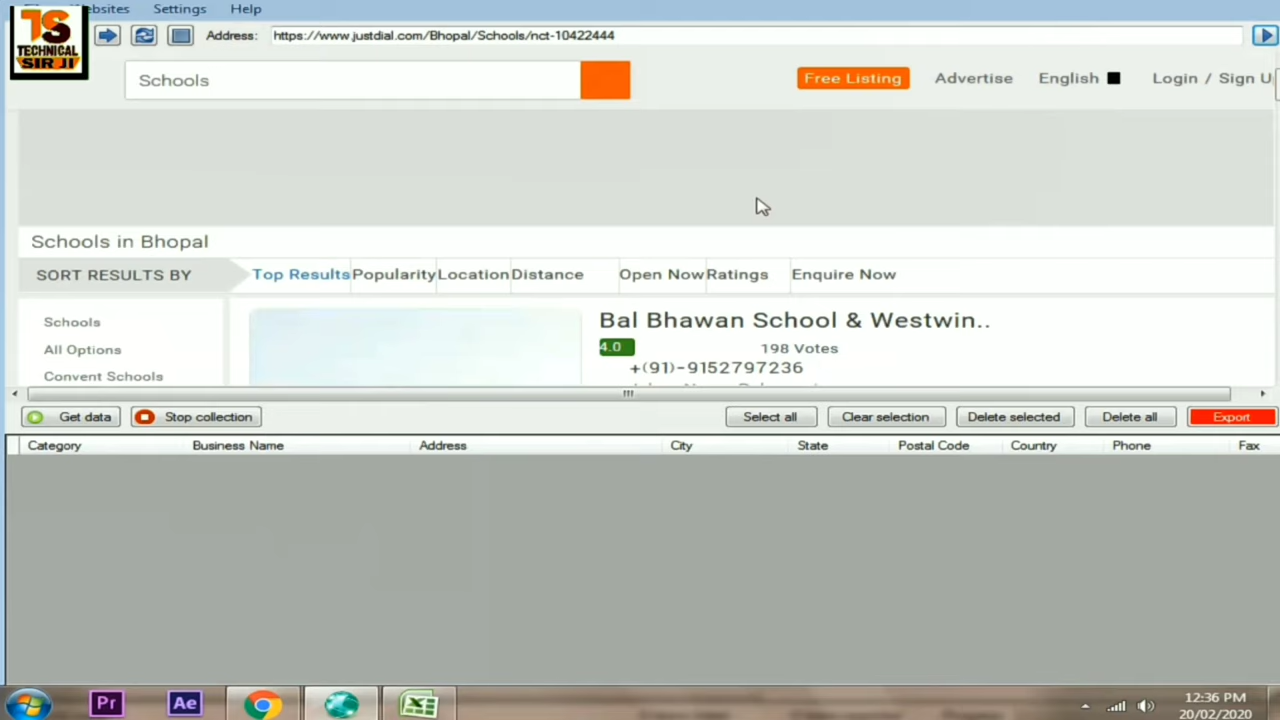 Websites Settings Help
TS
TECHNICAL
SIR JI
Address: https://www.justdial.com/Bhopal/Schools/nct-10422444
Schools
Free Listing Advertise English Login / Sign U
Schools in Bhopal
SORT RESULTS BY Top Results Popularity Location Distance Open Now Ratings Enquire Now
Schools
All Options
Convent Schools
Bal Bhawan School & Westwin..
4.0 198 Votes
+(91)-9152797236
Get data Stop collection Select all Clear selection Delete selected Delete all Export
Category Business Name Address City State Postal Code Country Phone Fax
Pr Ae
12:36 PM
20/02/2020